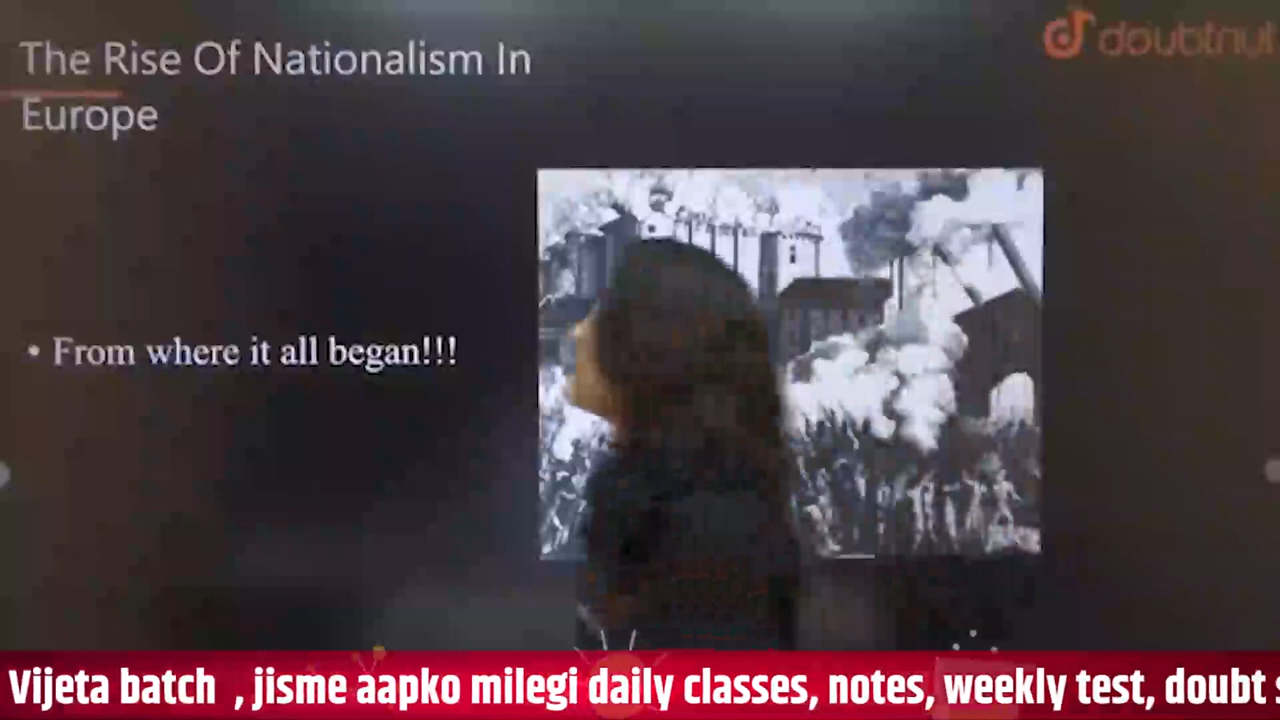 The Rise Of Nationalism In
doubtnut
Europe
• From where it all began!!!
Vijeta batch , jisme aapko milegi daily classes, notes, weekly test, doubt